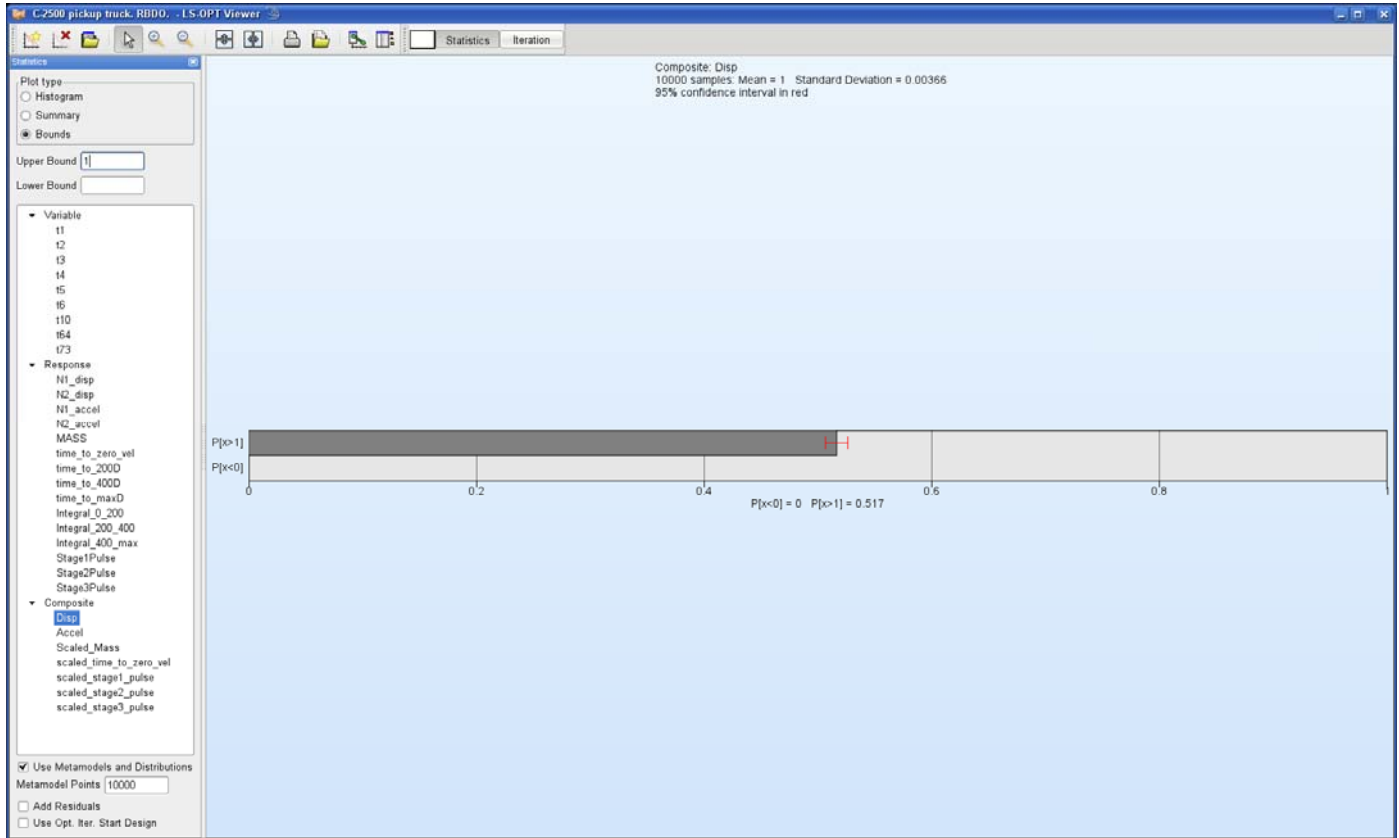 C2500 pickup truck. RBDO. - LS-OPT Viewer
Statistics
Iteration
Statistics
Plot type
Histogram
Summary
Bounds
Upper Bound 1
Lower Bound
Variable
t1
t2
t3
t4
t5
t6
t10
t64
t73
Response
N1_disp
N2_disp
N1_accel
N2_accel
MASS
time_to_zero_vel
time_to_200D
time_to_400D
time_to_maxD
Integral_0_200
Integral_200_400
Integral_400_max
Stage1Pulse
Stage2Pulse
Stage3Pulse
Composite
Disp
Accel
Scaled_Mass
scaled_time_to_zero_vel
scaled_stage1_pulse
scaled_stage2_pulse
scaled_stage3_pulse
Use Metamodels and Distributions
Metamodel Points 10000
Add Residuals
Use Opt. Iter. Start Design
Composite: Disp
10000 samples: Mean = 1 Standard Deviation = 0.00366
95% confidence interval in red
P[x>1]
P[x<0]
0 0.2 0.4 0.6 0.8 1
P[x<0] = 0 P[x>1] = 0.517